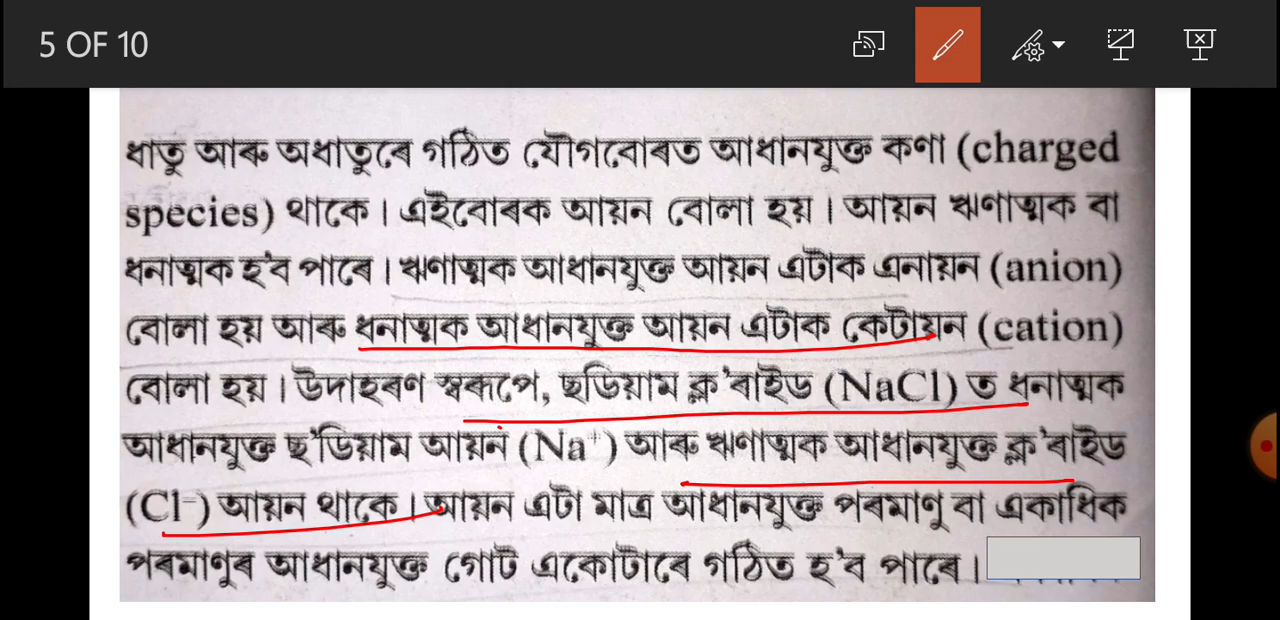 5 OF 10
ধাতু আৰু অধাতুৰে গঠিত যৌগবোৰত আধানযুক্ত কণা (charged
species) থাকে। এইবোৰক আয়ন বোলা হয়। আয়ন ঋণাত্মক বা
ধনাত্মক হ'ব পাৰে। ঋণাত্মক আধানযুক্ত আয়ন এটাক এনায়ন (anion)
বোলা হয় আৰু ধনাত্মক আধানযুক্ত আয়ন এটাক কেটায়ন (cation)
বোলা হয়। উদাহৰণ স্বৰূপে, ছডিয়াম ক্ল'ৰাইড (NaCl) ত ধনাত্মক
আধানযুক্ত ছ'ডিয়াম আয়ন (Na⁺) আৰু ঋণাত্মক আধানযুক্ত ক্ল'ৰাইড
(Cl⁻) আয়ন থাকে। আয়ন এটা মাত্ৰ আধানযুক্ত পৰমাণু বা একাধিক
পৰমাণুৰ আধানযুক্ত গোট একোটাৰে গঠিত হ'ব পাৰে।